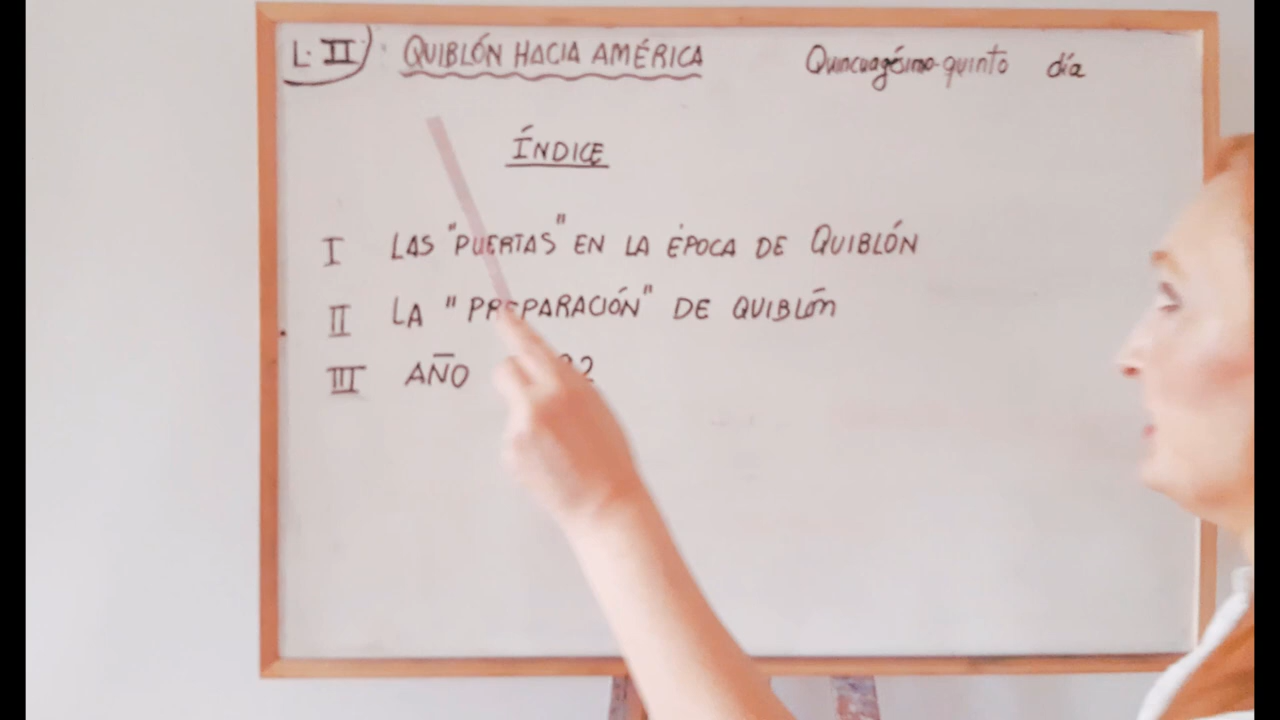 L. II) QUIBLÓN HACIA AMÉRICA Quincuagésimo-quinto día
ÍNDICE
I LAS "PUERTAS" EN LA ÉPOCA DE QUIBLÓN
II LA "PREPARACIÓN" DE QUIBLÓN
III AÑO